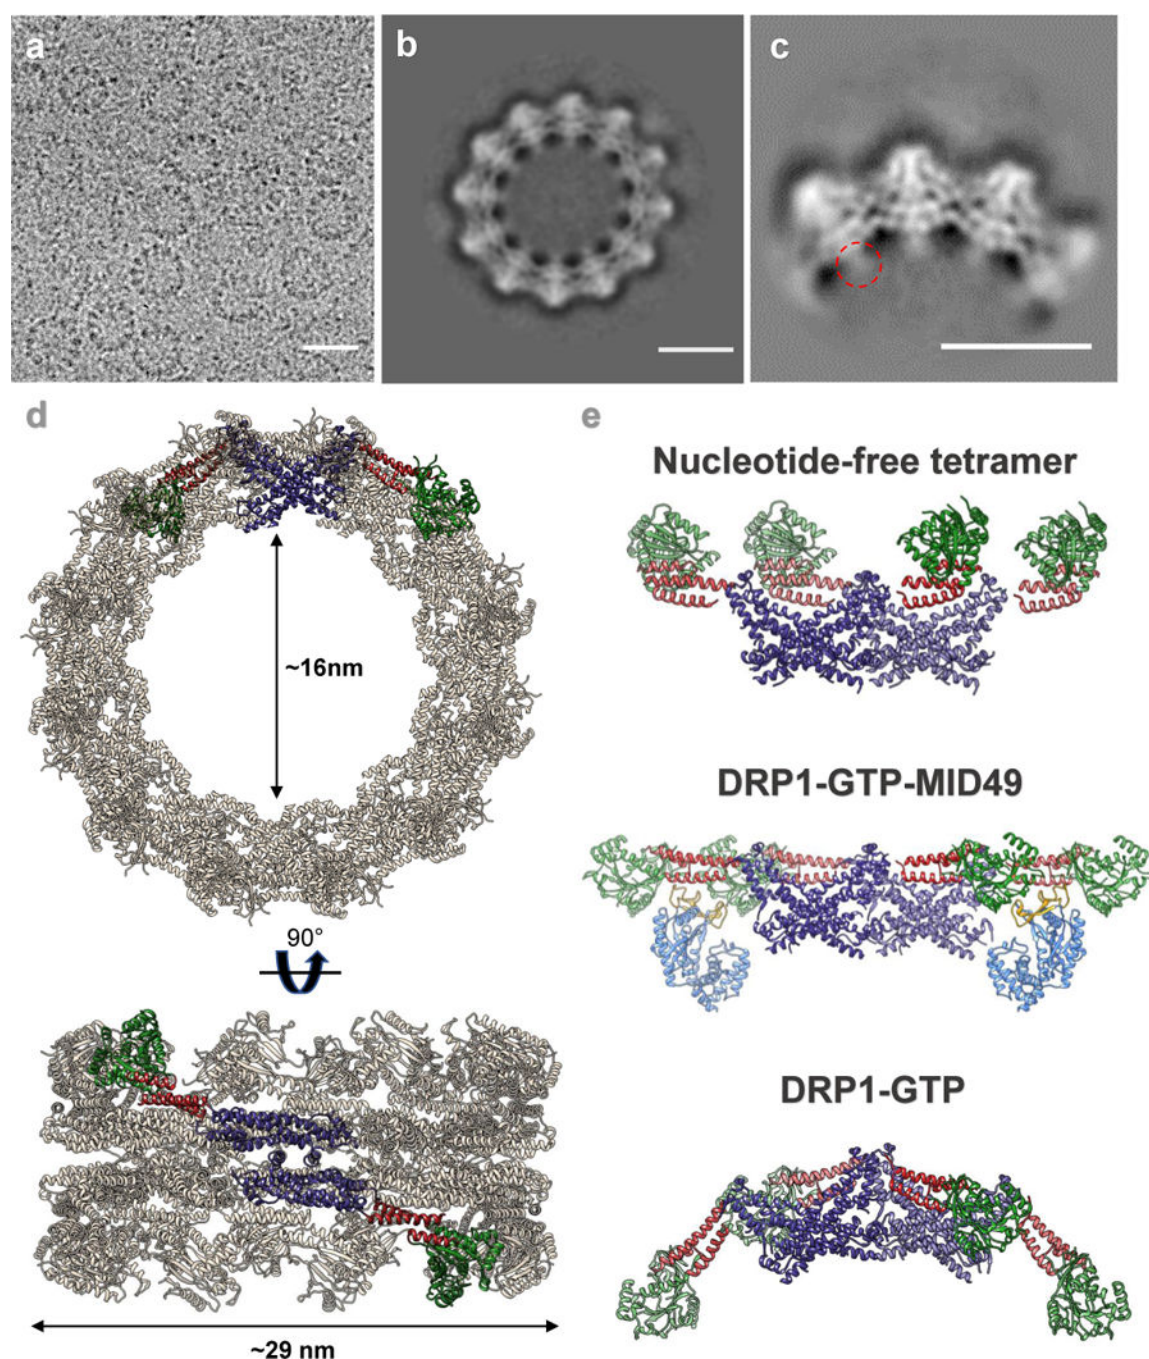 a
b
c
d
e
Nucleotide-free tetramer
~16nm
DRP1-GTP-MID49
90°
DRP1-GTP
~29 nm